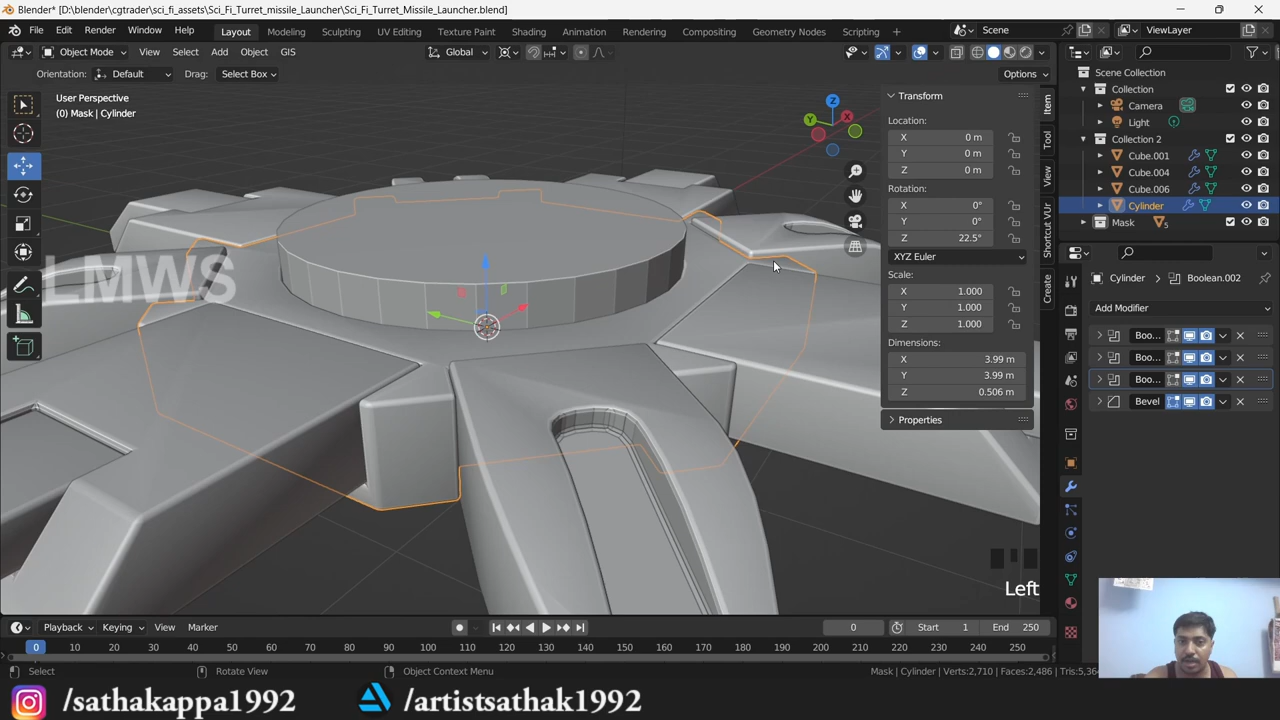 Blender* [D:\blender\cgtrader\sci_fi_assets\Sci_Fi_Turret_missile_Launcher\Sci_Fi_Turret_Missile_Launcher.blend]
File Edit Render Window Help Layout Modeling Sculpting UV Editing Texture Paint Shading Animation Rendering Compositing Geometry Nodes Scripting + Scene ViewLayer
Object Mode View Select Add Object GIS Global
Orientation: Default Drag: Select Box Options
User Perspective
(0) Mask | Cylinder
Z
X
Y
LMWS
Transform
Location:
X 0 m
Y 0 m
Z 0 m
Rotation:
X 0°
Y 0°
Z 22.5°
XYZ Euler
Scale:
X 1.000
Y 1.000
Z 1.000
Dimensions:
X 3.99 m
Y 3.99 m
Z 0.506 m
Properties
Item
Tool
View
Shortcut VUr
Create
Scene Collection
Collection
Camera
Light
Collection 2
Cube.001
Cube.004
Cube.006
Cylinder
Mask 5
Cylinder > Boolean.002
Add Modifier
Boo...
Boo...
Boo...
Bevel
Left
Playback Keying View Marker 0 Start 1 End 250
0 10 20 30 40 50 60 70 80 90 100 110 120 130 140 150 160 170 180 190 200 210 220 230 240 250
Select Rotate View Object Context Menu Mask | Cylinder | Verts:2,710 | Faces:2,486 | Tris:5,36
/sathakappa1992 /artistsathak1992